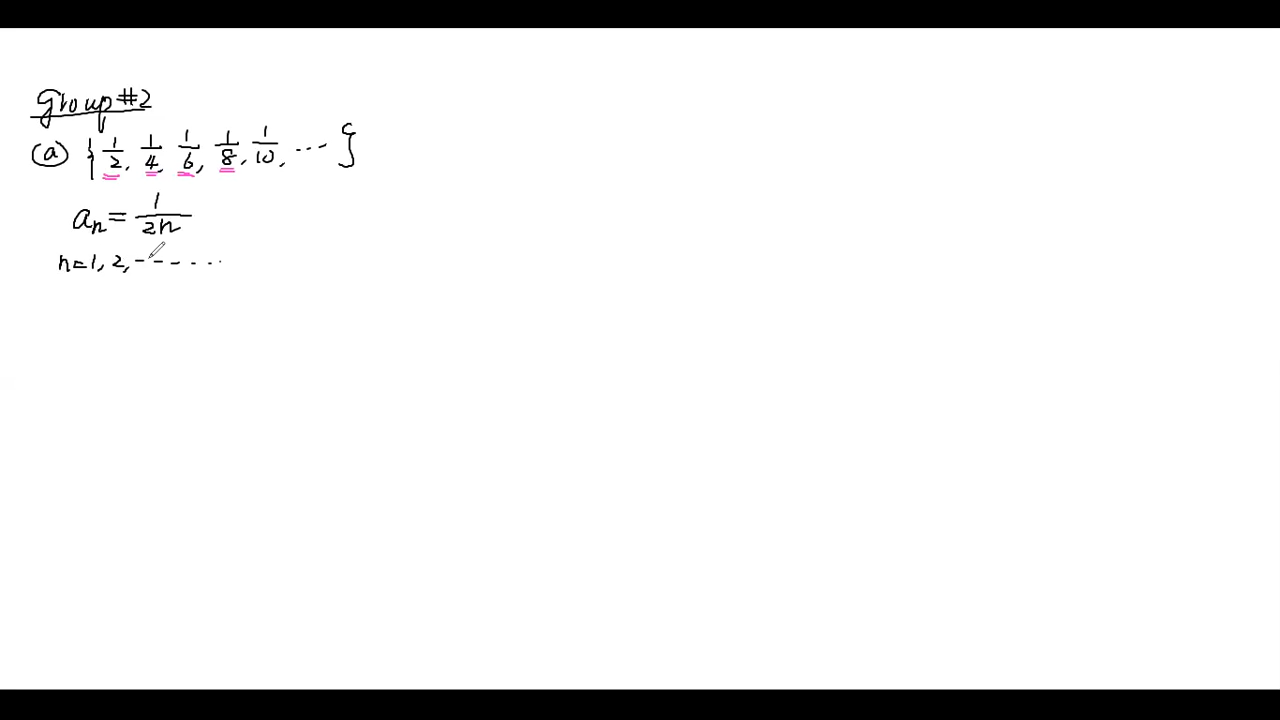 Group #2
(a) { 1/2, 1/4, 1/6, 1/8, 1/10, ... }
an = 1/2n
n=1, 2, ------